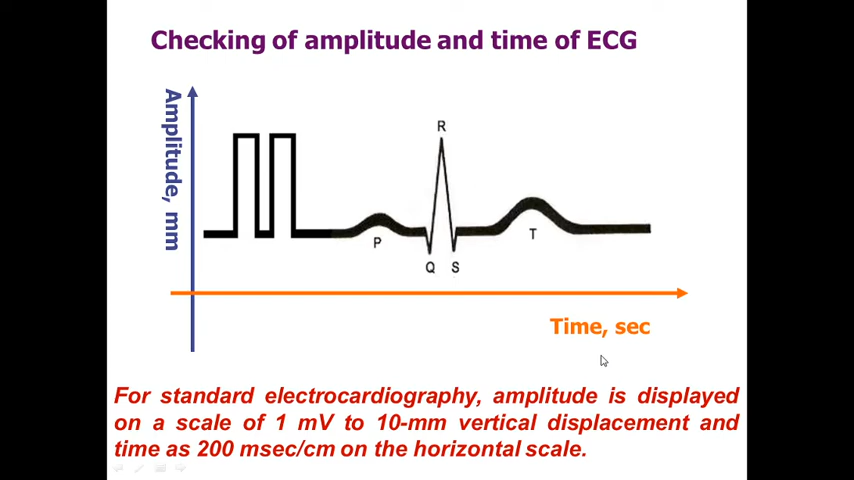 Checking of amplitude and time of ECG
Amplitude, mm
R
P
T
Q S
Time, sec
For standard electrocardiography, amplitude is displayed
on a scale of 1 mV to 10-mm vertical displacement and
time as 200 msec/cm on the horizontal scale.